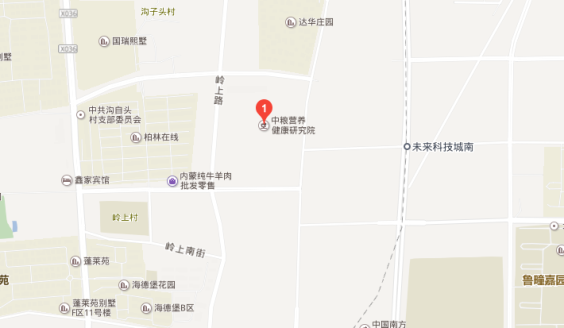 沟子头村
X036
国瑞熙墅
达华庄园
X036
别墅
岭上路
1
中粮营养
健康研究院
中共沟自头
村支部委员会
柏林在线
未来科技城南
鑫家宾馆
内蒙纯牛羊肉
批发零售
岭上村
岭上南街
蓬莱苑
苑
海德堡花园
鲁疃嘉园
蓬莱苑别墅
F区11号楼
海德堡B区
中国南方